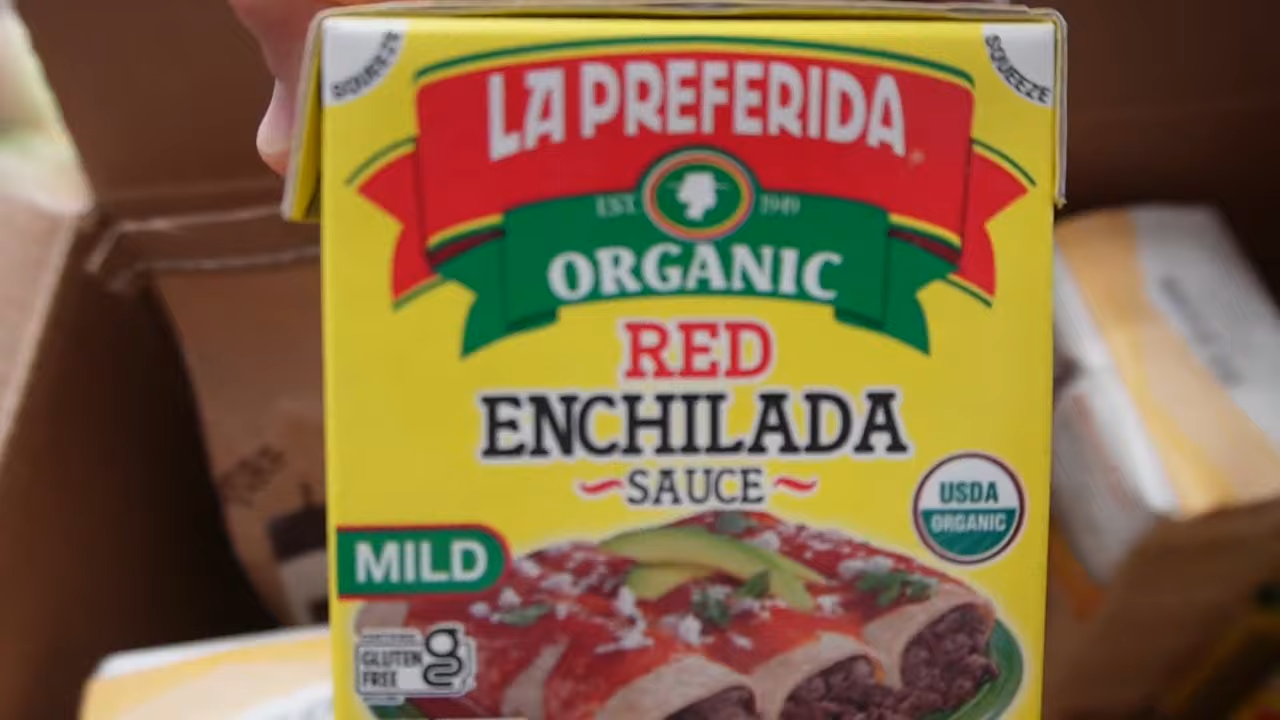 SQUEEZE
SQUEEZE
LA PREFERIDA
EST. 1949
ORGANIC
RED
ENCHILADA
~SAUCE~
USDA
ORGANIC
MILD
GLUTEN
FREE